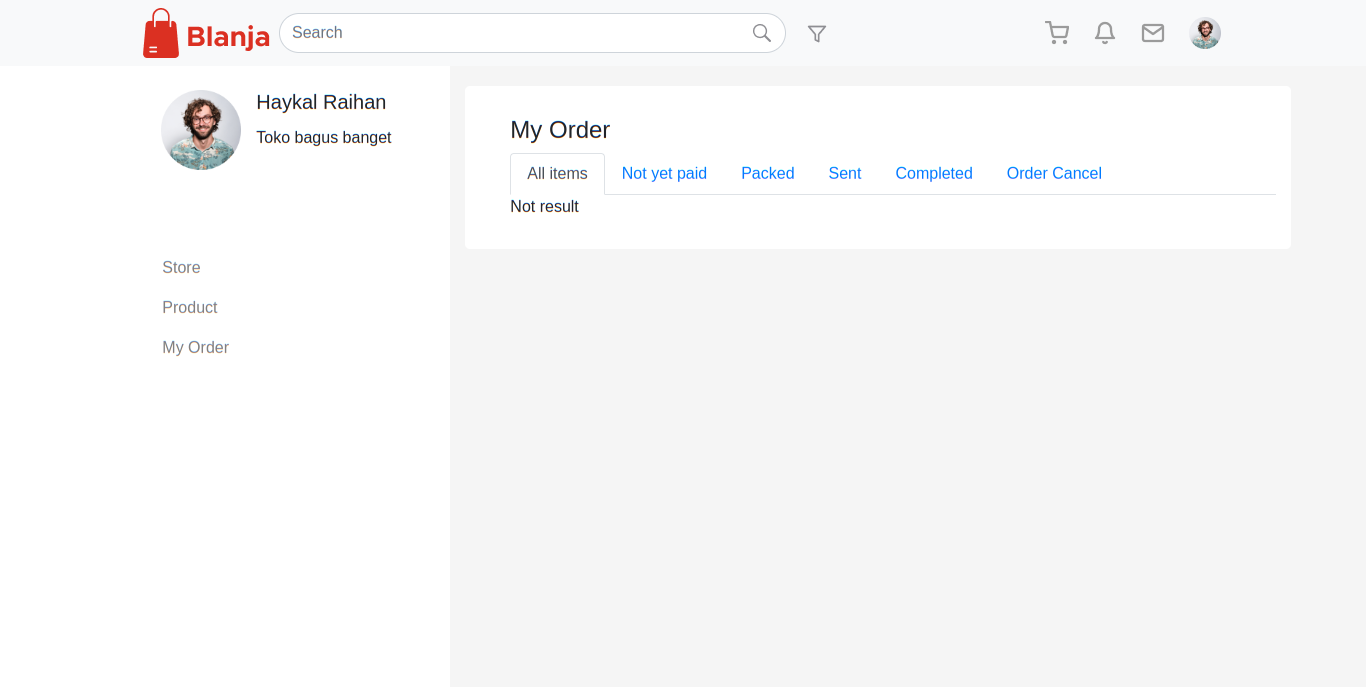 Blanja
Search
Haykal Raihan
Toko bagus banget
Store
Product
My Order
My Order
All items Not yet paid Packed Sent Completed Order Cancel
Not result